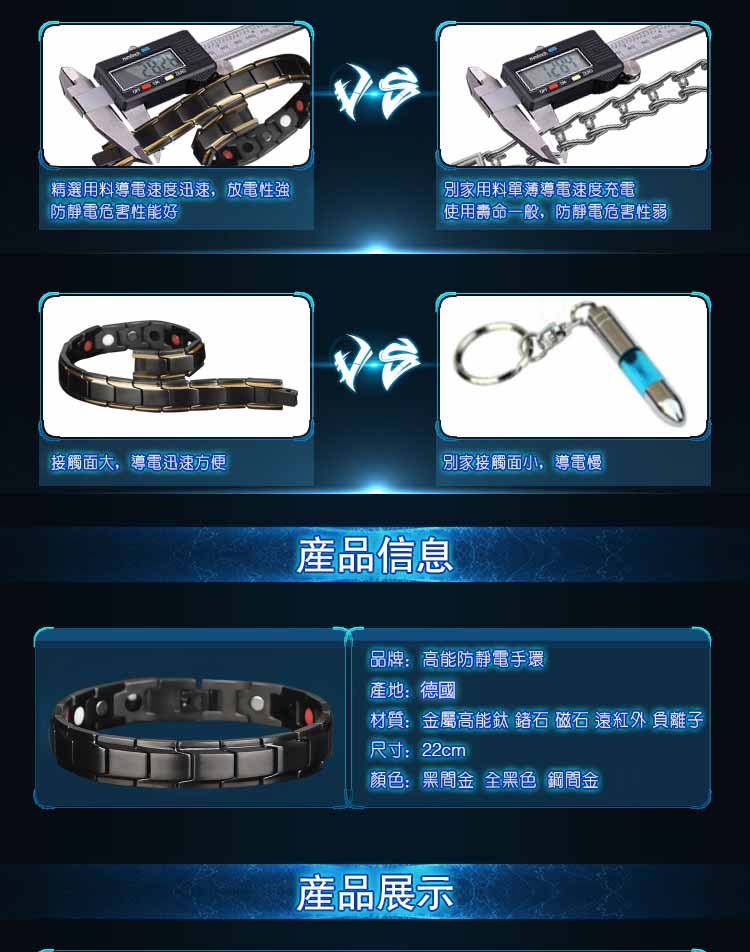 VS
精選用料導電速度迅速，放電性強
防靜電危害性能好
別家用料單薄導電速度充電
使用壽命一般，防靜電危害性弱
VS
接觸面大，導電迅速方便
別家接觸面小，導電慢
産品信息
品牌：高能防靜電手環
產地：德國
材質：金屬高能鈦 鍺石 磁石 遠紅外 負離子
尺寸：22cm
顏色：黑間金 全黑色 鋼間金
産品展示